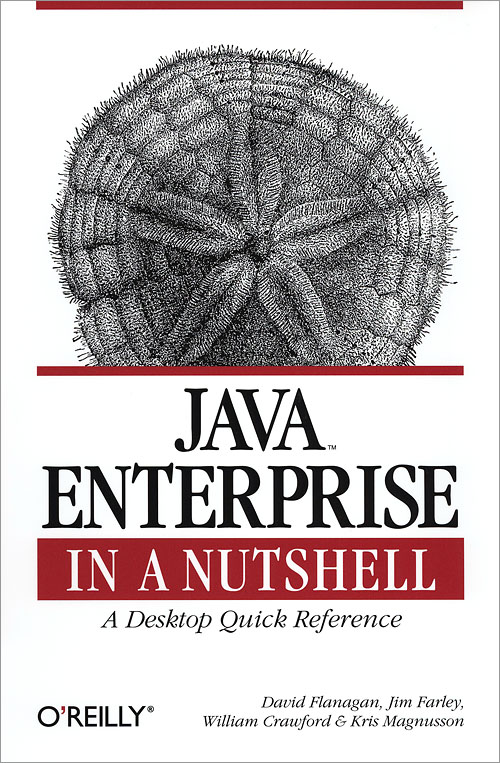 JAVA™
ENTERPRISE
IN A NUTSHELL
A Desktop Quick Reference
David Flanagan, Jim Farley,
William Crawford & Kris Magnusson
O'REILLY®